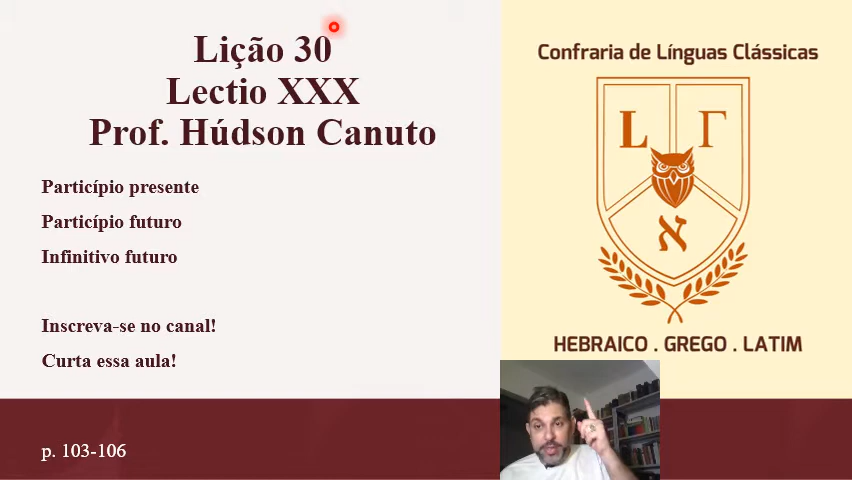 Lição 30
Lectio XXX
Prof. Húdson Canuto
Particípio presente
Particípio futuro
Infinitivo futuro
Inscreva-se no canal!
Curta essa aula!
p. 103-106
Confraria de Línguas Clássicas
L Γ
א
HEBRAICO . GREGO . LATIM